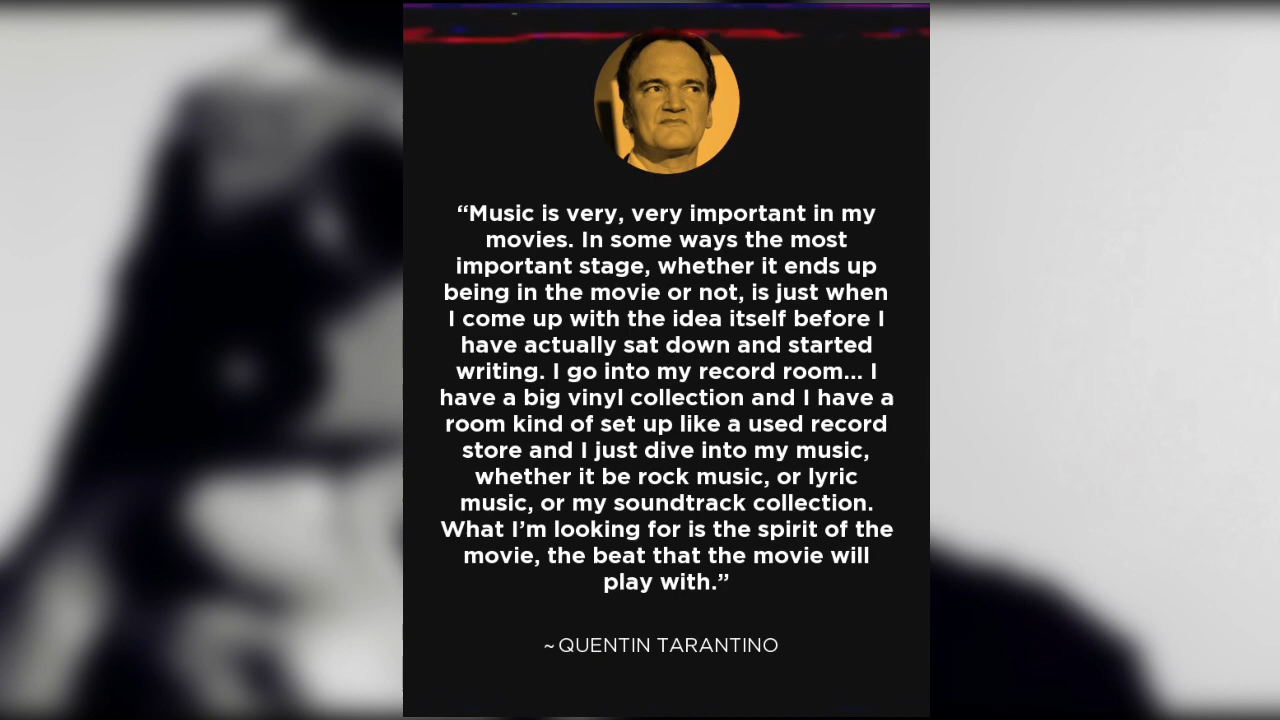 “Music is very, very important in my
movies. In some ways the most
important stage, whether it ends up
being in the movie or not, is just when
I come up with the idea itself before I
have actually sat down and started
writing. I go into my record room... I
have a big vinyl collection and I have a
room kind of set up like a used record
store and I just dive into my music,
whether it be rock music, or lyric
music, or my soundtrack collection.
What I’m looking for is the spirit of the
movie, the beat that the movie will
play with.”
~ QUENTIN TARANTINO